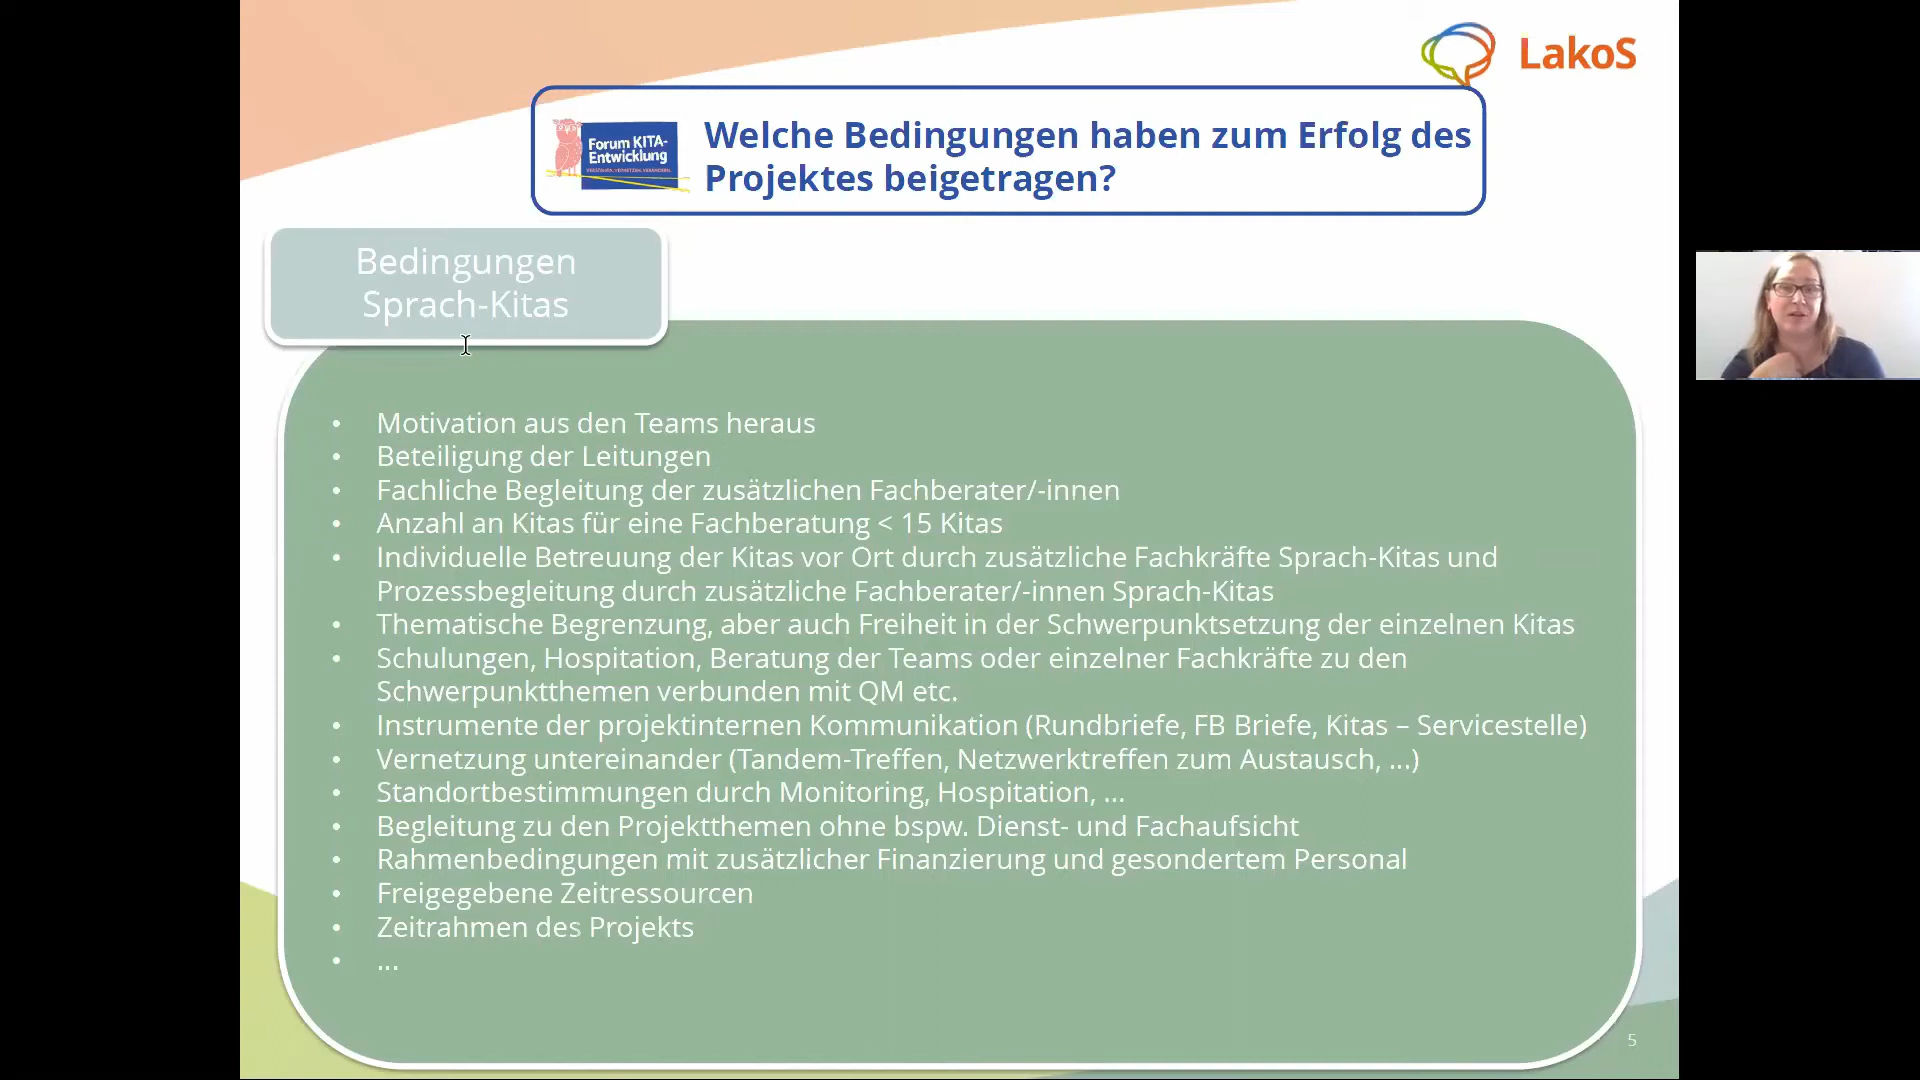 LakoS
Forum KITA-
Entwicklung
Welche Bedingungen haben zum Erfolg des
Projektes beigetragen?
Bedingungen
Sprach-Kitas
• Motivation aus den Teams heraus
• Beteiligung der Leitungen
• Fachliche Begleitung der zusätzlichen Fachberater/-innen
• Anzahl an Kitas für eine Fachberatung < 15 Kitas
• Individuelle Betreuung der Kitas vor Ort durch zusätzliche Fachkräfte Sprach-Kitas und
Prozessbegleitung durch zusätzliche Fachberater/-innen Sprach-Kitas
• Thematische Begrenzung, aber auch Freiheit in der Schwerpunktsetzung der einzelnen Kitas
• Schulungen, Hospitation, Beratung der Teams oder einzelner Fachkräfte zu den
Schwerpunktthemen verbunden mit QM etc.
• Instrumente der projektinternen Kommunikation (Rundbriefe, FB Briefe, Kitas – Servicestelle)
• Vernetzung untereinander (Tandem-Treffen, Netzwerktreffen zum Austausch, ...)
• Standortbestimmungen durch Monitoring, Hospitation, ...
• Begleitung zu den Projektthemen ohne bspw. Dienst- und Fachaufsicht
• Rahmenbedingungen mit zusätzlicher Finanzierung und gesondertem Personal
• Freigegebene Zeitressourcen
• Zeitrahmen des Projekts
• ...
5